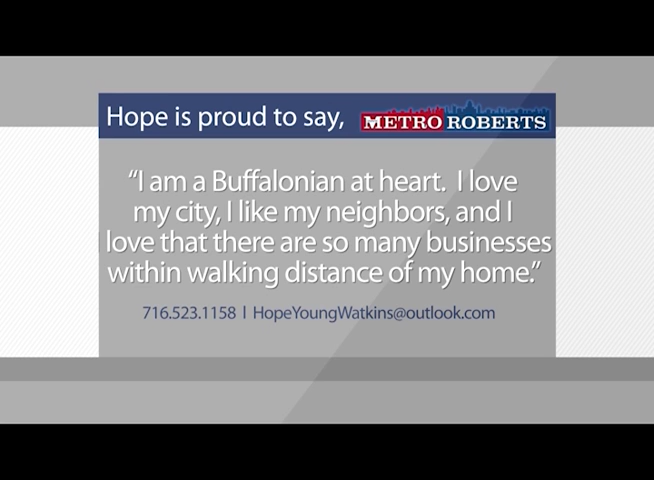 Hope is proud to say, METRO ROBERTS
“I am a Buffalonian at heart. I love
my city, I like my neighbors, and I
love that there are so many businesses
within walking distance of my home.”
716.523.1158 | HopeYoungWatkins@outlook.com